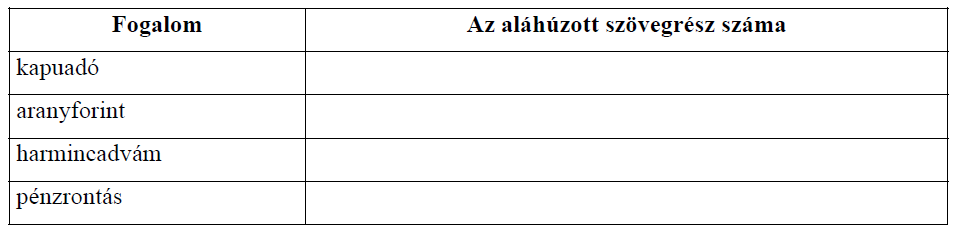 Fogalom Az aláhúzott szövegrész száma
kapuadó
aranyforint
harmincadvám
pénzrontás